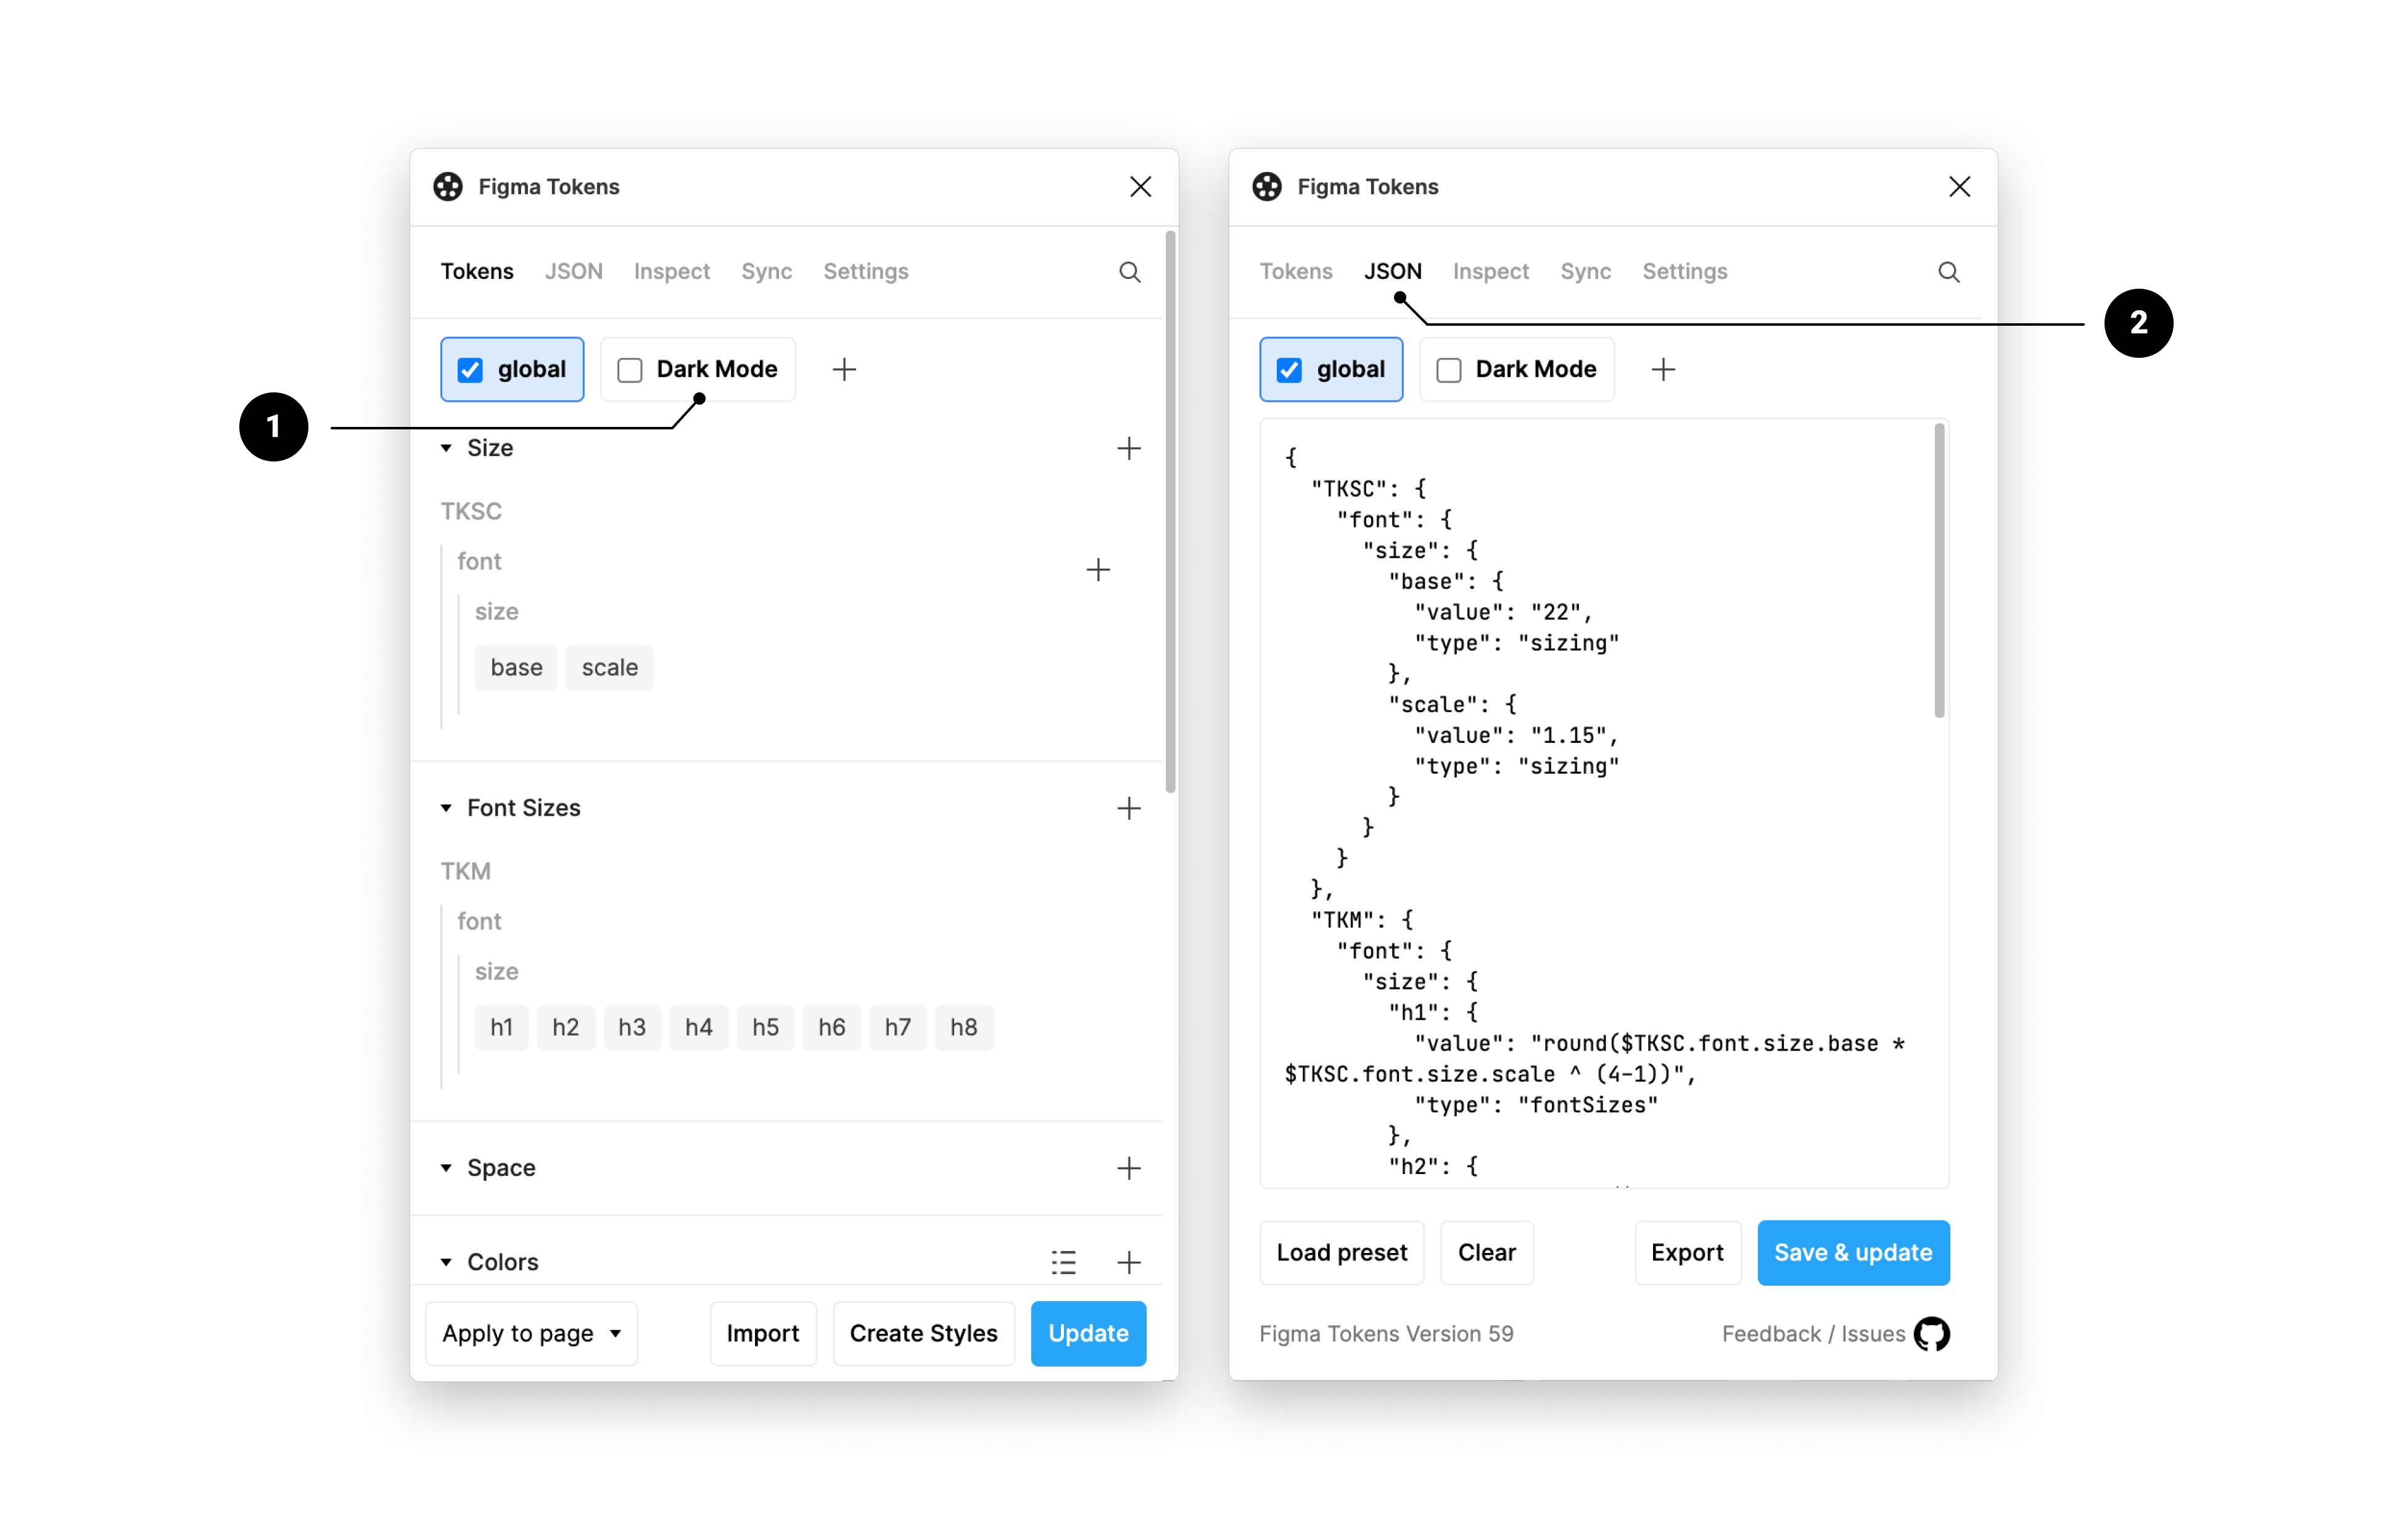 Figma Tokens
Tokens JSON Inspect Sync Settings
global Dark Mode
1
Size
TKSC
font
size
base scale
Font Sizes
TKM
font
size
h1 h2 h3 h4 h5 h6 h7 h8
Space
Colors
Apply to page Import Create Styles Update
Figma Tokens
Tokens JSON Inspect Sync Settings
2
global Dark Mode
{
"TKSC": {
"font": {
"size": {
"base": {
"value": "22",
"type": "sizing"
},
"scale": {
"value": "1.15",
"type": "sizing"
}
}
}
},
"TKM": {
"font": {
"size": {
"h1": {
"value": "round($TKSC.font.size.base *
$TKSC.font.size.scale ^ (4-1))",
"type": "fontSizes"
},
"h2": {
Load preset Clear Export Save & update
Figma Tokens Version 59 Feedback / Issues